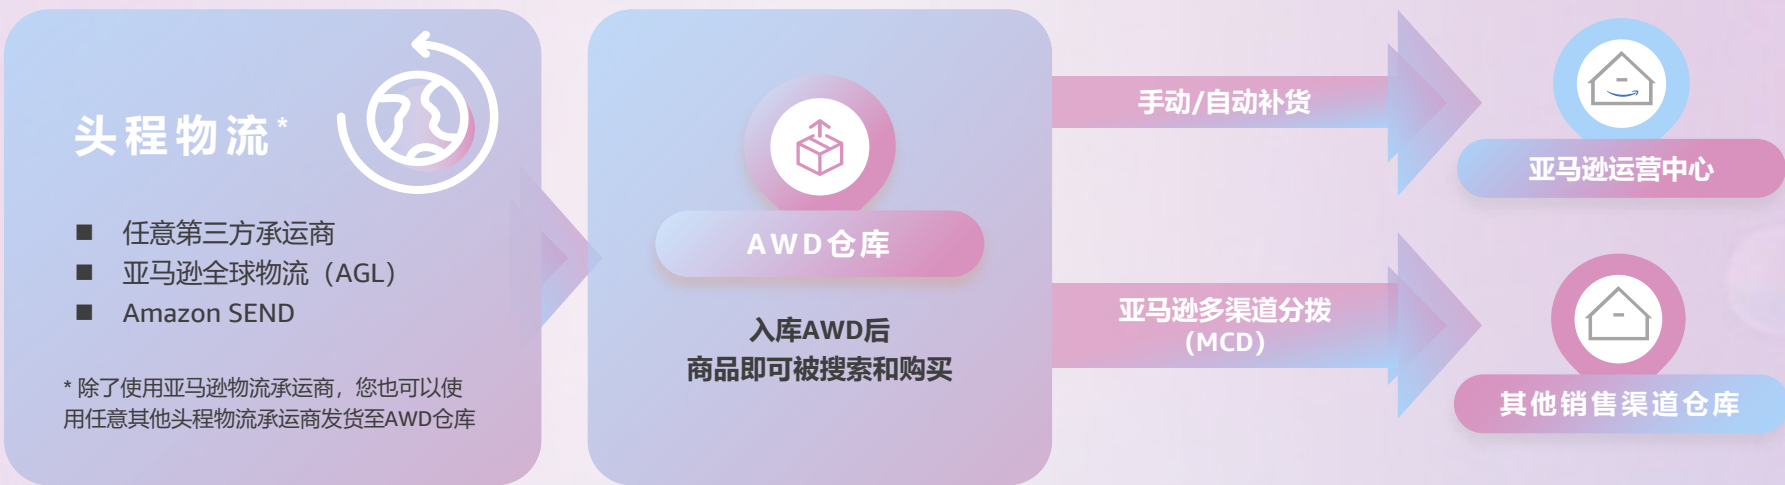 头程物流*
■ 任意第三方承运商
■ 亚马逊全球物流（AGL）
■ Amazon SEND
* 除了使用亚马逊物流承运商，您也可以使
用任意其他头程物流承运商发货至AWD仓库
AWD仓库
入库AWD后
商品即可被搜索和购买
手动/自动补货
亚马逊运营中心
亚马逊多渠道分拨
（MCD）
其他销售渠道仓库